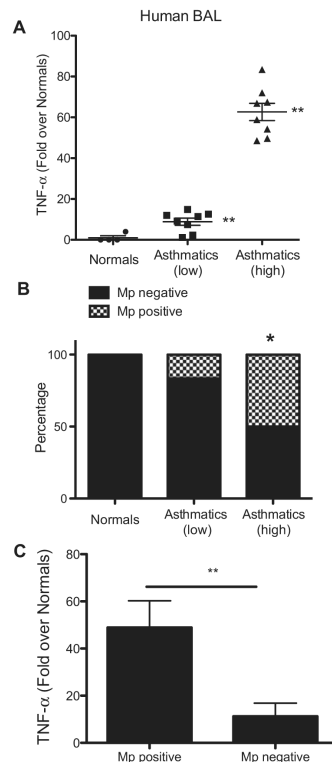 Human BAL
A
TNF-α (Fold over Normals)
100
80
60
40
20
0
**
**
Normals
Asthmatics
(low)
Asthmatics
(high)
B
Mp negative
Mp positive
*
Percentage
100
50
0
Normals
Asthmatics
(low)
Asthmatics
(high)
C
TNF-α (Fold over Normals)
80
60
40
20
0
**
Mp positive
Mp negative